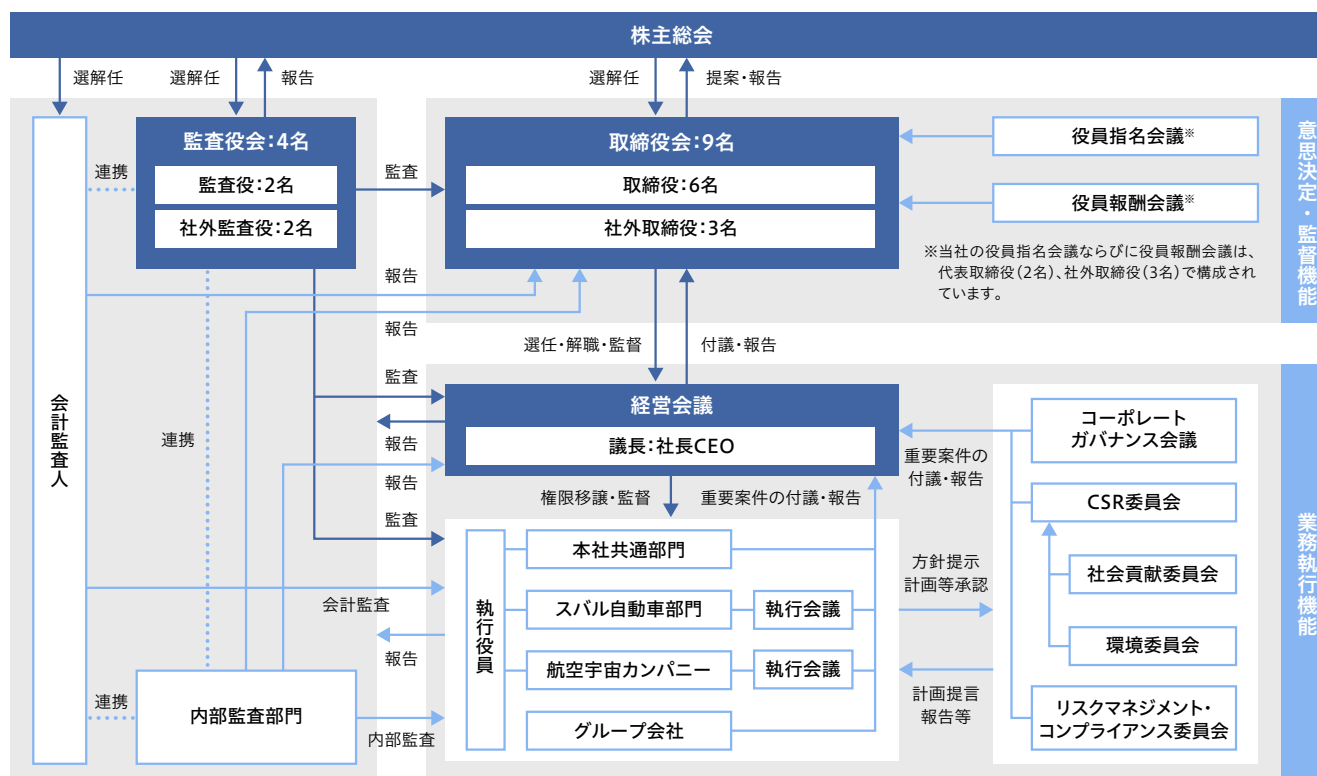 株主総会
選解任
選解任
報告
選解任
提案・報告
監査役会:4名
監査役:2名
社外監査役:2名
連携
監査
取締役会:9名
取締役:6名
社外取締役:3名
役員指名会議※
役員報酬会議※
※当社の役員指名会議ならびに役員報酬会議は、
代表取締役(2名)、社外取締役(3名)で構成され
ています。
意思決定・監督機能
報告
報告
選任・解職・監督
付議・報告
会計監査人
連携
監査
報告
報告
監査
経営会議
議長:社長CEO
重要案件の
付議・報告
コーポレート
ガバナンス会議
CSR委員会
社会貢献委員会
環境委員会
リスクマネジメント・
コンプライアンス委員会
業務執行機能
権限移譲・監督
重要案件の付議・報告
執行役員
本社共通部門
スバル自動車部門
執行会議
航空宇宙カンパニー
執行会議
グループ会社
方針提示
計画等承認
計画提言
報告等
会計監査
報告
連携
内部監査部門
内部監査